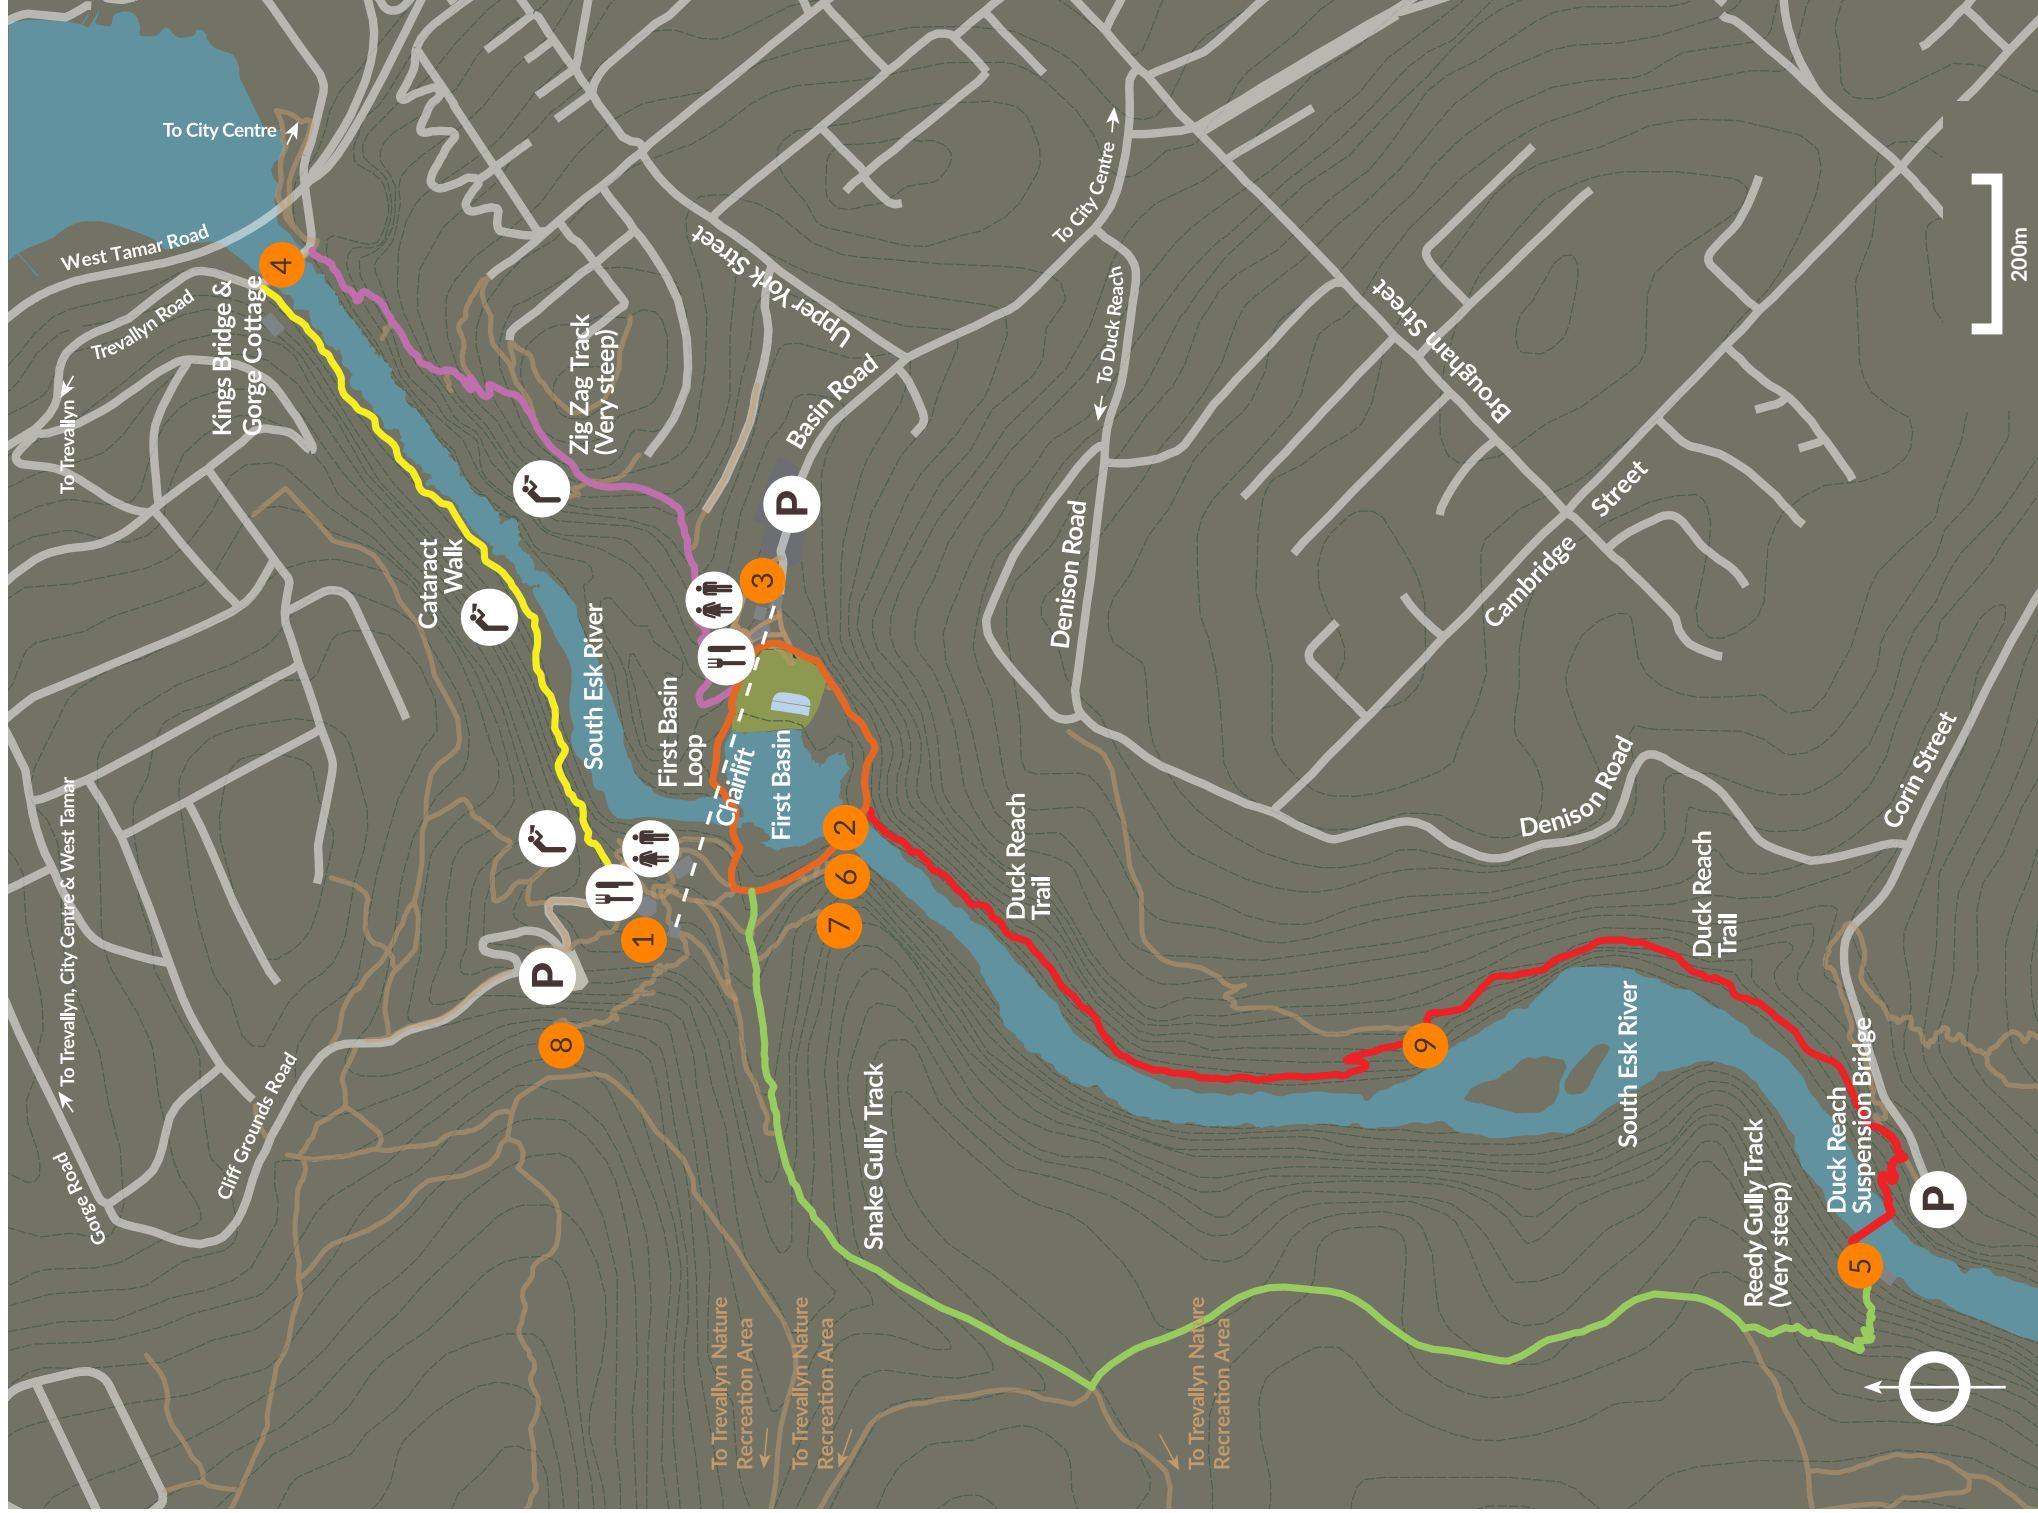 To City Centre
West Tamar Road
Trevallyn Road
To Trevallyn
Kings Bridge &
Gorge Cottage
4
Zig Zag Track
(Very steep)
Upper York Street
Basin Road
To City Centre
To Duck Reach
Brougham Street
Cambridge
Street
Denison Road
Denison Road
Corin Street
200m
Cataract
Walk
South Esk River
First Basin
Loop
Chairlift
First Basin
P
3
2
6
7
1
P
8
To Trevallyn, City Centre & West Tamar
Gorge Road
Cliff Grounds Road
Snake Gully Track
Duck Reach
Trail
9
Duck Reach
Trail
South Esk River
Duck Reach
Suspension Bridge
Reedy Gully Track
(Very steep)
5
P
To Trevallyn Nature
Recreation Area
To Trevallyn Nature
Recreation Area
To Trevallyn Nature
Recreation Area